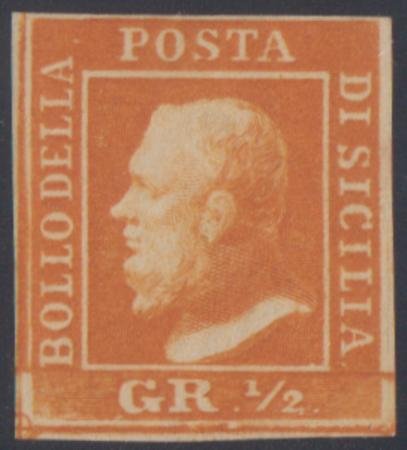 POSTA
BOLLO DELLA
DI SICILIA
GR. ½.